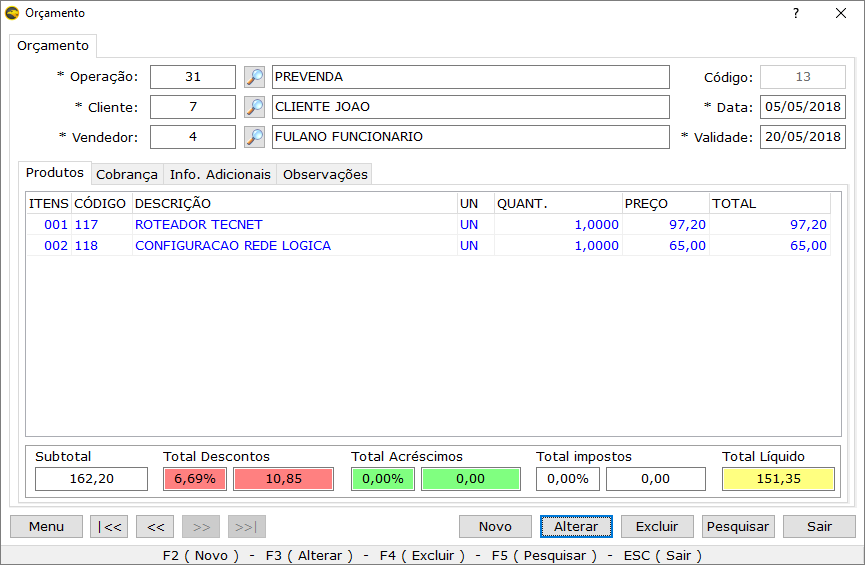 Orçamento ?
Orçamento
* Operação: 31 PREVENDA Código: 13
* Cliente: 7 CLIENTE JOAO * Data: 05/05/2018
* Vendedor: 4 FULANO FUNCIONARIO * Validade: 20/05/2018
Produtos Cobrança Info. Adicionais Observações
ITENS CÓDIGO DESCRIÇÃO UN QUANT. PREÇO TOTAL
001 117 ROTEADOR TECNET UN 1,0000 97,20 97,20
002 118 CONFIGURACAO REDE LOGICA UN 1,0000 65,00 65,00
Subtotal Total Descontos Total Acréscimos Total impostos Total Líquido
162,20 6,69% 10,85 0,00% 0,00 0,00% 0,00 151,35
Menu |<< << >> >>| Novo Alterar Excluir Pesquisar Sair
F2 ( Novo ) - F3 ( Alterar ) - F4 ( Excluir ) - F5 ( Pesquisar ) - ESC ( Sair )